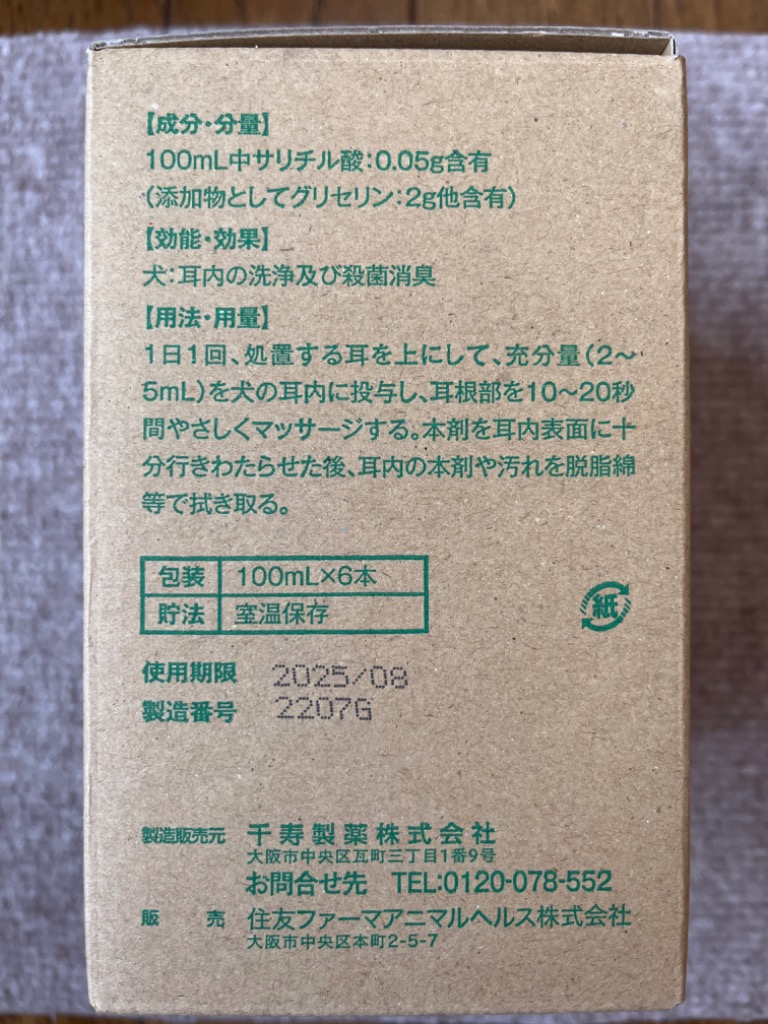 【成分・分量】
100mL中サリチル酸：0.05g含有
（添加物としてグリセリン：2g他含有）
【効能・効果】
犬：耳内の洗浄及び殺菌消臭
【用法・用量】
1日1回、処置する耳を上にして、充分量（2〜
5mL）を犬の耳内に投与し、耳根部を10〜20秒
間やさしくマッサージする。本剤を耳内表面に十
分行きわたらせた後、耳内の本剤や汚れを脱脂綿
等で拭き取る。
包装 100mL×6本
貯法 室温保存
紙
使用期限 2025/08
製造番号 2207G
製造販売元 千寿製薬株式会社
大阪市中央区瓦町三丁目1番9号
お問合せ先 TEL:0120-078-552
販売 住友ファーマアニマルヘルス株式会社
大阪市中央区本町2-5-7